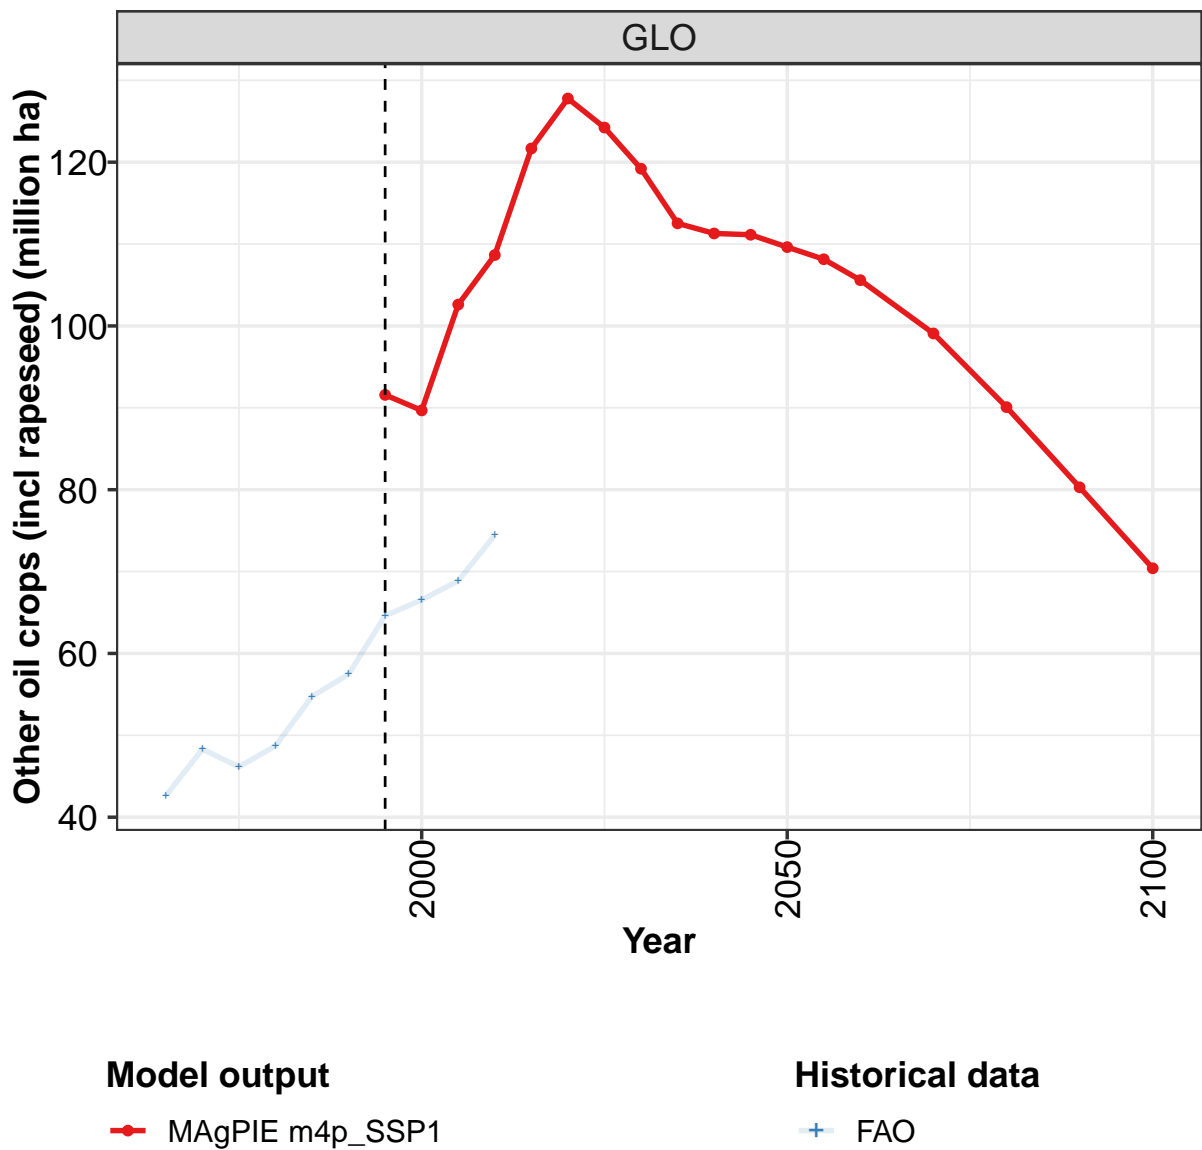 GLO
Other oil crops (incl rapeseed) (million ha)
120
100
80
60
40
2000
2050
2100
Year
Model output
Historical data
MAgPIE m4p_SSP1
FAO